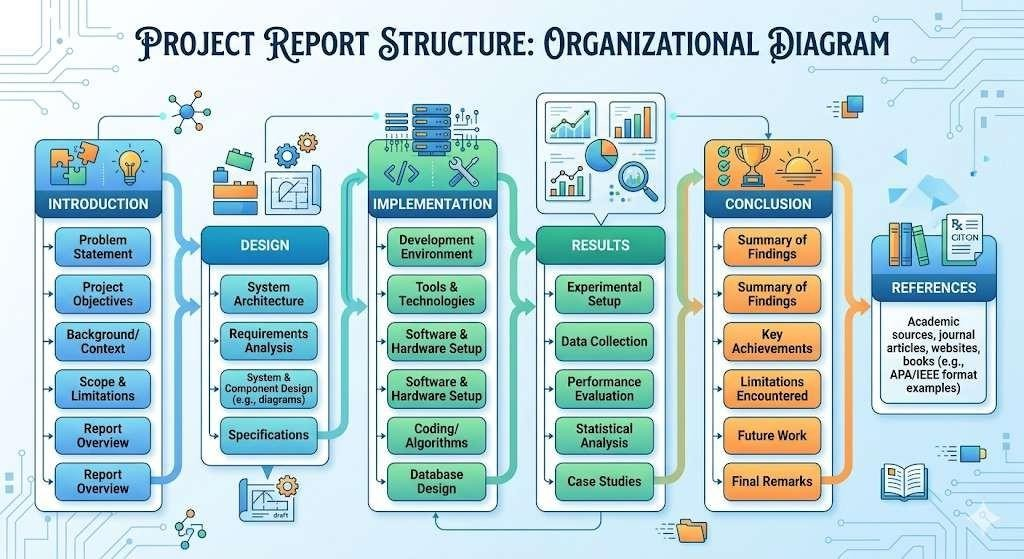 PROJECT REPORT STRUCTURE: ORGANIZATIONAL DIAGRAM
INTRODUCTION
Problem
Statement
Project
Objectives
Background/
Context
Scope &
Limitations
Report
Overview
Report
Overview
DESIGN
System
Architecture
Requirements
Analysis
System &
Component Design
(e.g., diagrams)
Specifications
draft
</>
IMPLEMENTATION
Development
Environment
Tools &
Technologies
Software &
Hardware Setup
Software &
Hardware Setup
Coding/
Algorithms
Database
Design
RESULTS
Experimental
Setup
Data Collection
Performance
Evaluation
Statistical
Analysis
Case Studies
CONCLUSION
Summary of
Findings
Summary of
Findings
Key
Achievements
Limitations
Encountered
Future Work
Final Remarks
Rx
CITON
REFERENCES
Academic
sources, journal
articles, websites,
books (e.g.,
APA/IEEE format
examples)